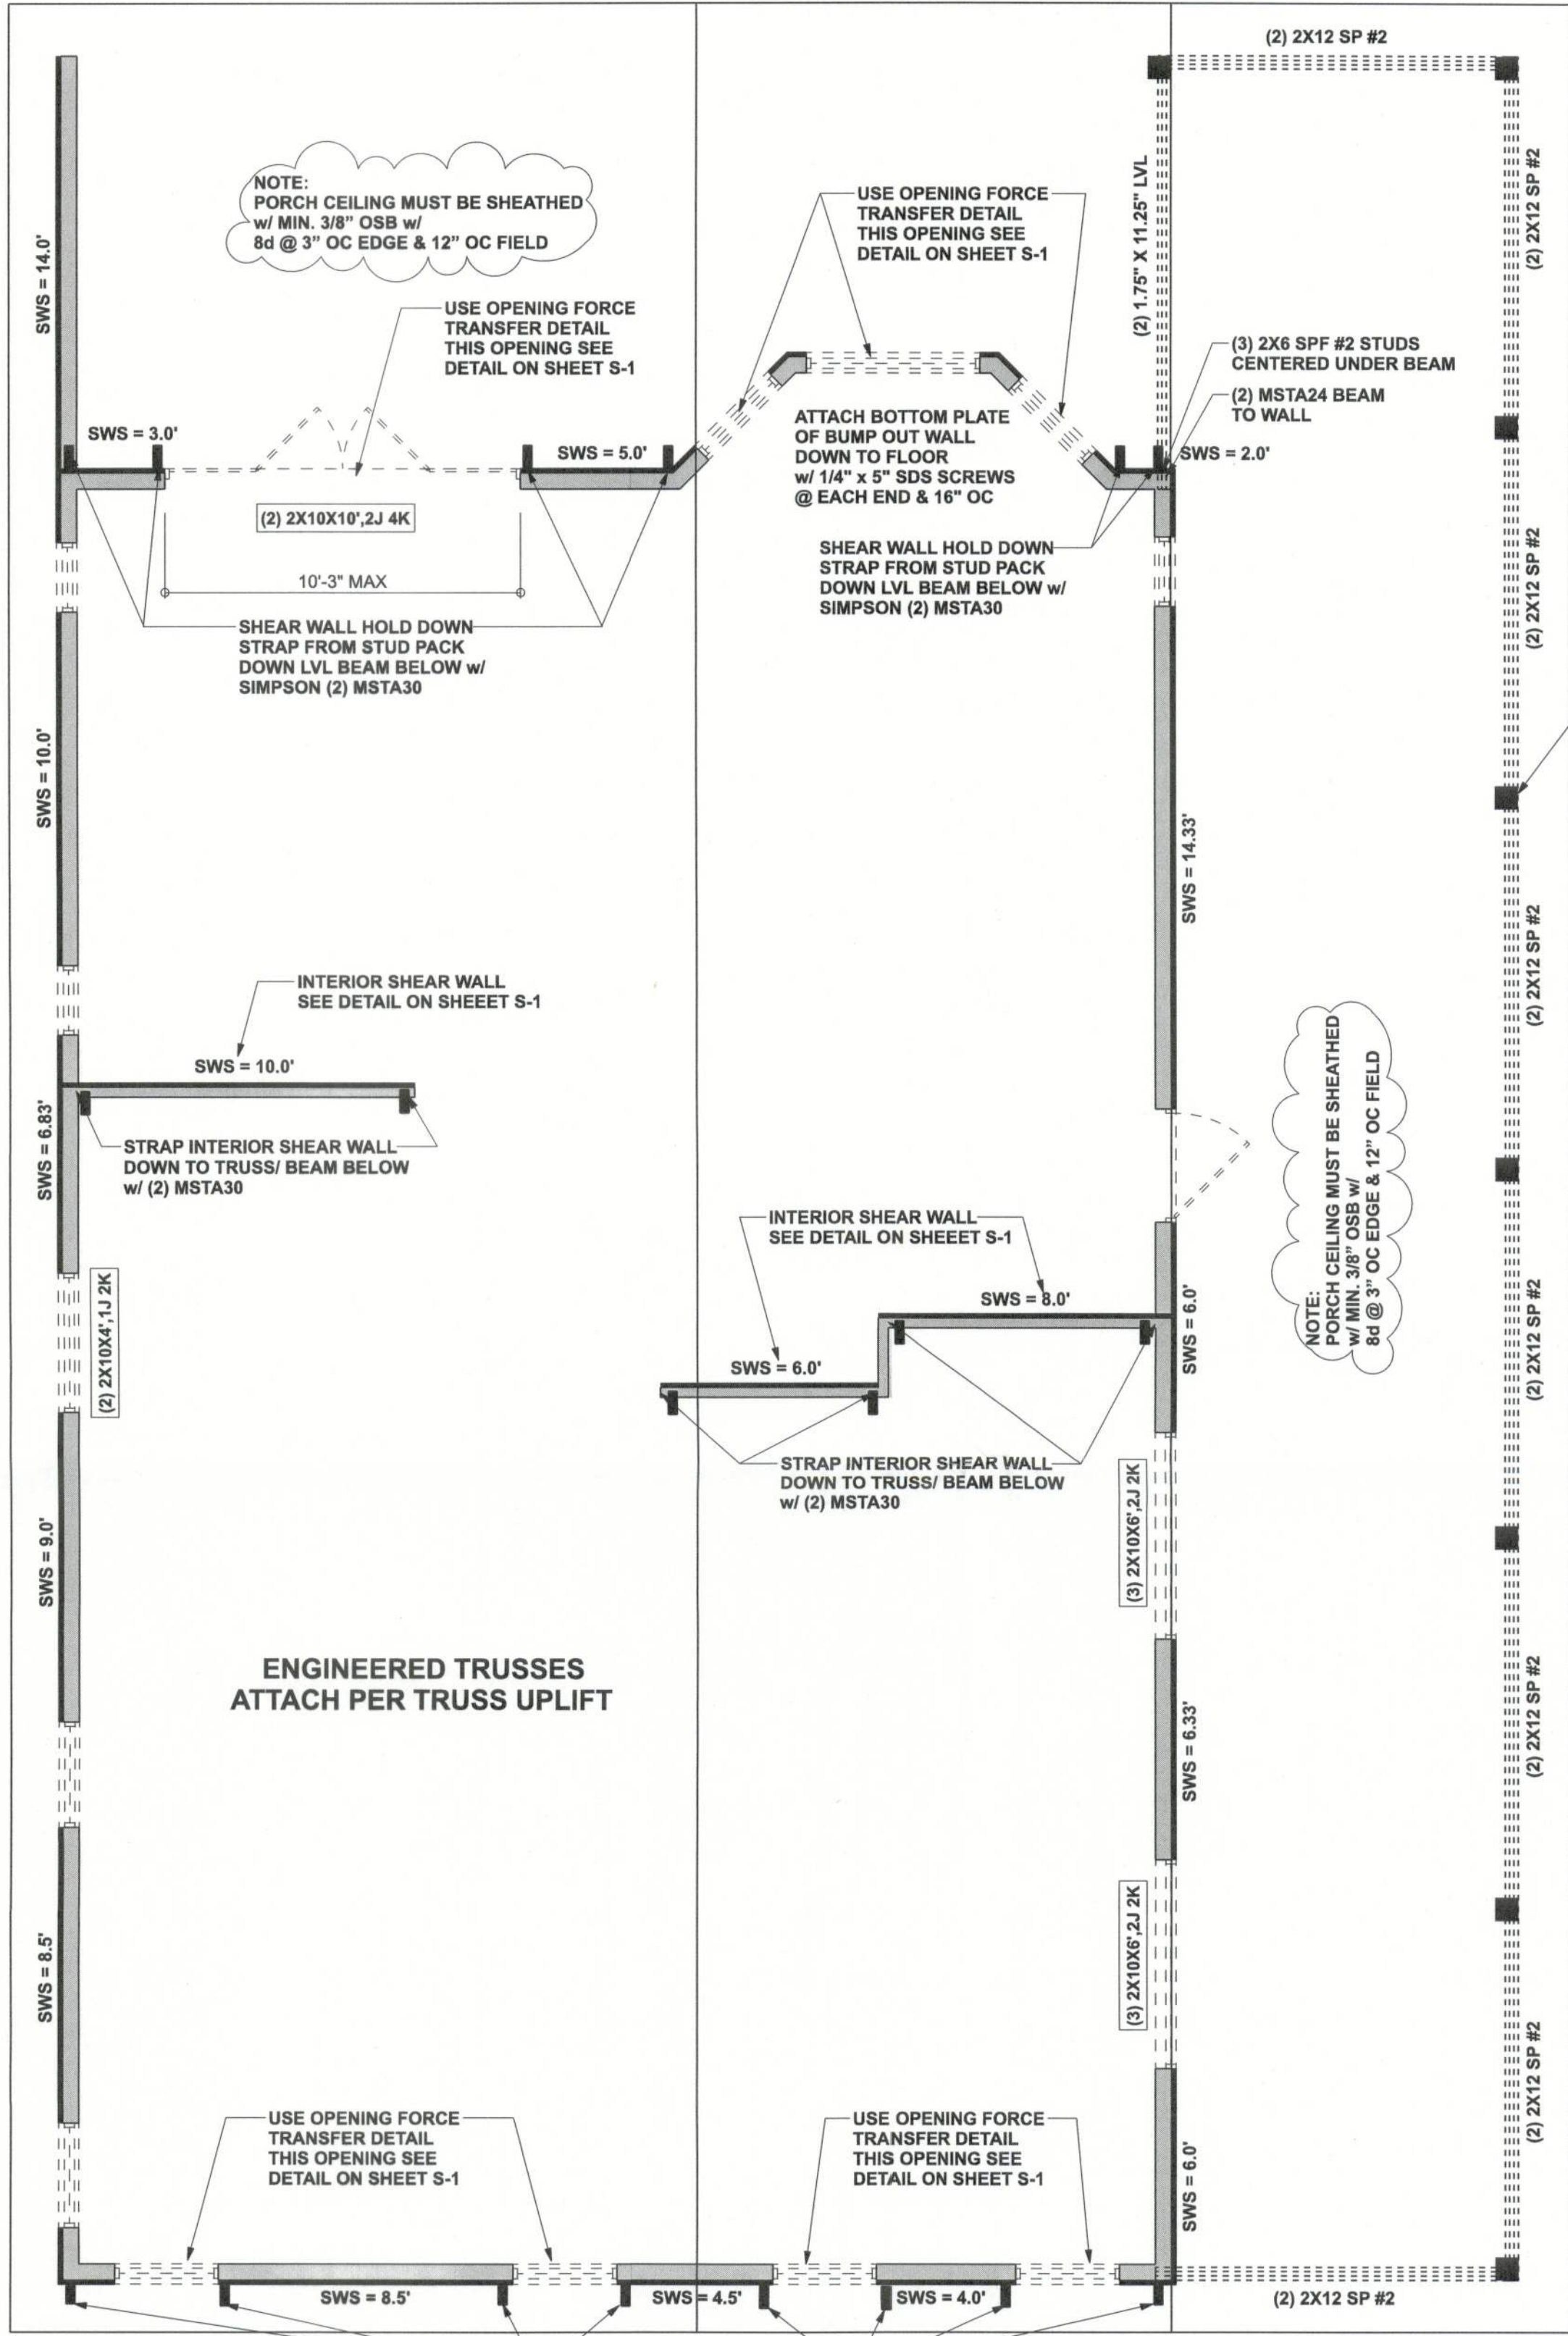 (2) 2X12 SP #2
NOTE:
PORCH CEILING MUST BE SHEATHED
w/ MIN. 3/8" OSB w/
8d @ 3" OC EDGE & 12" OC FIELD
USE OPENING FORCE
TRANSFER DETAIL
THIS OPENING SEE
DETAIL ON SHEET S-1
(2) 1.75" X 11.25" LVL
(2) 2X12 SP #2
SWS = 14.0'
USE OPENING FORCE
TRANSFER DETAIL
THIS OPENING SEE
DETAIL ON SHEET S-1
(3) 2X6 SPF #2 STUDS
CENTERED UNDER BEAM
(2) MSTA24 BEAM
TO WALL
SWS = 3.0'
SWS = 5.0'
ATTACH BOTTOM PLATE
OF BUMP OUT WALL
DOWN TO FLOOR
w/ 1/4" x 5" SDS SCREWS
@ EACH END & 16" OC
SWS = 2.0'
(2) 2X10X10',2J 4K
10'-3" MAX
SHEAR WALL HOLD DOWN
STRAP FROM STUD PACK
DOWN LVL BEAM BELOW w/
SIMPSON (2) MSTA30
(2) 2X12 SP #2
SHEAR WALL HOLD DOWN
STRAP FROM STUD PACK
DOWN LVL BEAM BELOW w/
SIMPSON (2) MSTA30
SWS = 10.0'
SWS = 14.33'
(2) 2X12 SP #2
INTERIOR SHEAR WALL
SEE DETAIL ON SHEEET S-1
SWS = 10.0'
SWS = 6.83'
STRAP INTERIOR SHEAR WALL
DOWN TO TRUSS/ BEAM BELOW
w/ (2) MSTA30
NOTE:
PORCH CEILING MUST BE SHEATHED
w/ MIN. 3/8" OSB w/
8d @ 3" OC EDGE & 12" OC FIELD
INTERIOR SHEAR WALL
SEE DETAIL ON SHEEET S-1
SWS = 8.0'
SWS = 6.0'
SWS = 6.0'
(2) 2X12 SP #2
(2) 2X10X4',1J 2K
STRAP INTERIOR SHEAR WALL
DOWN TO TRUSS/ BEAM BELOW
w/ (2) MSTA30
(3) 2X10X6',2J 2K
SWS = 9.0'
ENGINEERED TRUSSES
ATTACH PER TRUSS UPLIFT
SWS = 6.33'
(2) 2X12 SP #2
SWS = 8.5'
(3) 2X10X6',2J 2K
(2) 2X12 SP #2
USE OPENING FORCE
TRANSFER DETAIL
THIS OPENING SEE
DETAIL ON SHEET S-1
USE OPENING FORCE
TRANSFER DETAIL
THIS OPENING SEE
DETAIL ON SHEET S-1
SWS = 6.0'
SWS = 8.5'
SWS = 4.5'
SWS = 4.0'
(2) 2X12 SP #2